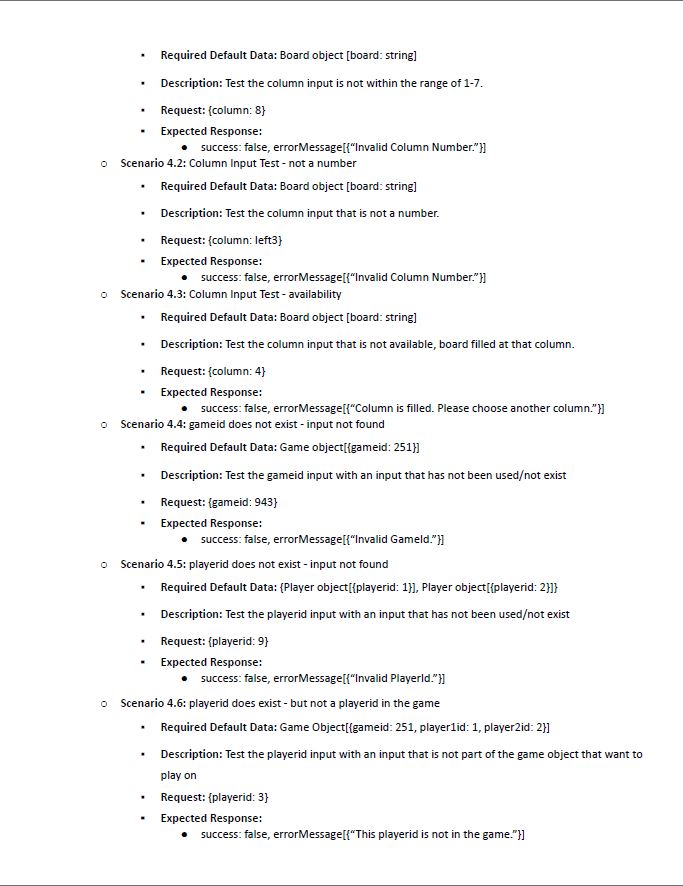 ▪ Required Default Data: Board object [board: string]
▪ Description: Test the column input is not within the range of 1-7.
▪ Request: {column: 8}
▪ Expected Response:
● success: false, errorMessage[{“Invalid Column Number.”}]
○ Scenario 4.2: Column Input Test - not a number
▪ Required Default Data: Board object [board: string]
▪ Description: Test the column input that is not a number.
▪ Request: {column: left3}
▪ Expected Response:
● success: false, errorMessage[{“Invalid Column Number.”}]
○ Scenario 4.3: Column Input Test - availability
▪ Required Default Data: Board object [board: string]
▪ Description: Test the column input that is not available, board filled at that column.
▪ Request: {column: 4}
▪ Expected Response:
● success: false, errorMessage[{“Column is filled. Please choose another column.”}]
○ Scenario 4.4: gameid does not exist - input not found
▪ Required Default Data: Game object[{gameid: 251}]
▪ Description: Test the gameid input with an input that has not been used/not exist
▪ Request: {gameid: 943}
▪ Expected Response:
● success: false, errorMessage[{“Invalid GameId.”}]
○ Scenario 4.5: playerid does not exist - input not found
▪ Required Default Data: {Player object[{playerid: 1}], Player object[{playerid: 2}]}
▪ Description: Test the playerid input with an input that has not been used/not exist
▪ Request: {playerid: 9}
▪ Expected Response:
● success: false, errorMessage[{“Invalid PlayerId.”}]
○ Scenario 4.6: playerid does exist - but not a playerid in the game
▪ Required Default Data: Game Object[{gameid: 251, player1id: 1, player2id: 2}]
▪ Description: Test the playerid input with an input that is not part of the game object that want to
play on
▪ Request: {playerid: 3}
▪ Expected Response:
● success: false, errorMessage[{“This playerid is not in the game.”}]